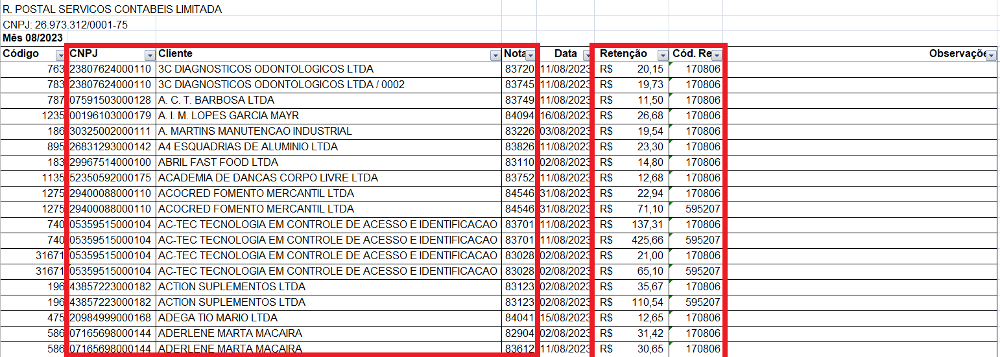 R. POSTAL SERVICOS CONTABEIS LIMITADA
CNPJ: 26.973.312/0001-75
Mês 08/2023
Código CNPJ Cliente Nota Data Retenção Cód. Re Observaçõe
763 23807624000110 3C DIAGNOSTICOS ODONTOLOGICOS LTDA 83720 11/08/2023 R$ 20,15 170806
783 23807624000110 3C DIAGNOSTICOS ODONTOLOGICOS LTDA / 0002 83745 11/08/2023 R$ 19,73 170806
787 07591503000128 A. C. T. BARBOSA LTDA 83749 11/08/2023 R$ 11,50 170806
1235 00196103000179 A. I. M. LOPES GARCIA MAYR 84094 16/08/2023 R$ 26,68 170806
186 30325002000111 A. MARTINS MANUTENCAO INDUSTRIAL 83226 03/08/2023 R$ 19,54 170806
895 26831293000142 A4 ESQUADRIAS DE ALUMINIO LTDA 83826 11/08/2023 R$ 23,30 170806
183 29967514000100 ABRIL FAST FOOD LTDA 83110 02/08/2023 R$ 14,80 170806
1135 52350592000175 ACADEMIA DE DANCAS CORPO LIVRE LTDA 83752 11/08/2023 R$ 12,68 170806
1275 29400088000110 ACOCRED FOMENTO MERCANTIL LTDA 84546 31/08/2023 R$ 22,94 170806
1275 29400088000110 ACOCRED FOMENTO MERCANTIL LTDA 84546 31/08/2023 R$ 71,10 595207
740 05359515000104 AC-TEC TECNOLOGIA EM CONTROLE DE ACESSO E IDENTIFICACAO 83701 11/08/2023 R$ 137,31 170806
740 05359515000104 AC-TEC TECNOLOGIA EM CONTROLE DE ACESSO E IDENTIFICACAO 83701 11/08/2023 R$ 425,66 595207
31671 05359515000104 AC-TEC TECNOLOGIA EM CONTROLE DE ACESSO E IDENTIFICACAO 83028 02/08/2023 R$ 21,00 170806
31671 05359515000104 AC-TEC TECNOLOGIA EM CONTROLE DE ACESSO E IDENTIFICACAO 83028 02/08/2023 R$ 65,10 595207
196 43857223000182 ACTION SUPLEMENTOS LTDA 83123 02/08/2023 R$ 35,67 170806
196 43857223000182 ACTION SUPLEMENTOS LTDA 83123 02/08/2023 R$ 110,54 595207
475 20984999000168 ADEGA TIO MARIO LTDA 84041 15/08/2023 R$ 12,65 170806
586 07165698000144 ADERLENE MARTA MACAIRA 82904 02/08/2023 R$ 31,42 170806
586 07165698000144 ADERLENE MARTA MACAIRA 83612 11/08/2023 R$ 30,65 170806